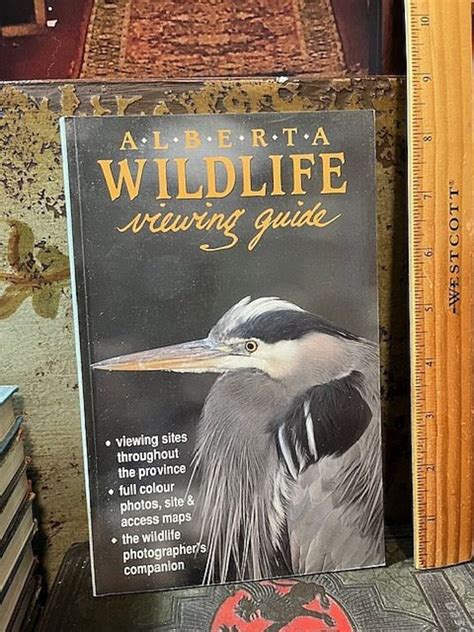 A·L·B·E·R·T·A
WILDLIFE
viewing guide
• viewing sites
throughout
the province
• full colour
photos, site &
access maps
• the wildlife
photographer's
companion
WESTCOTT